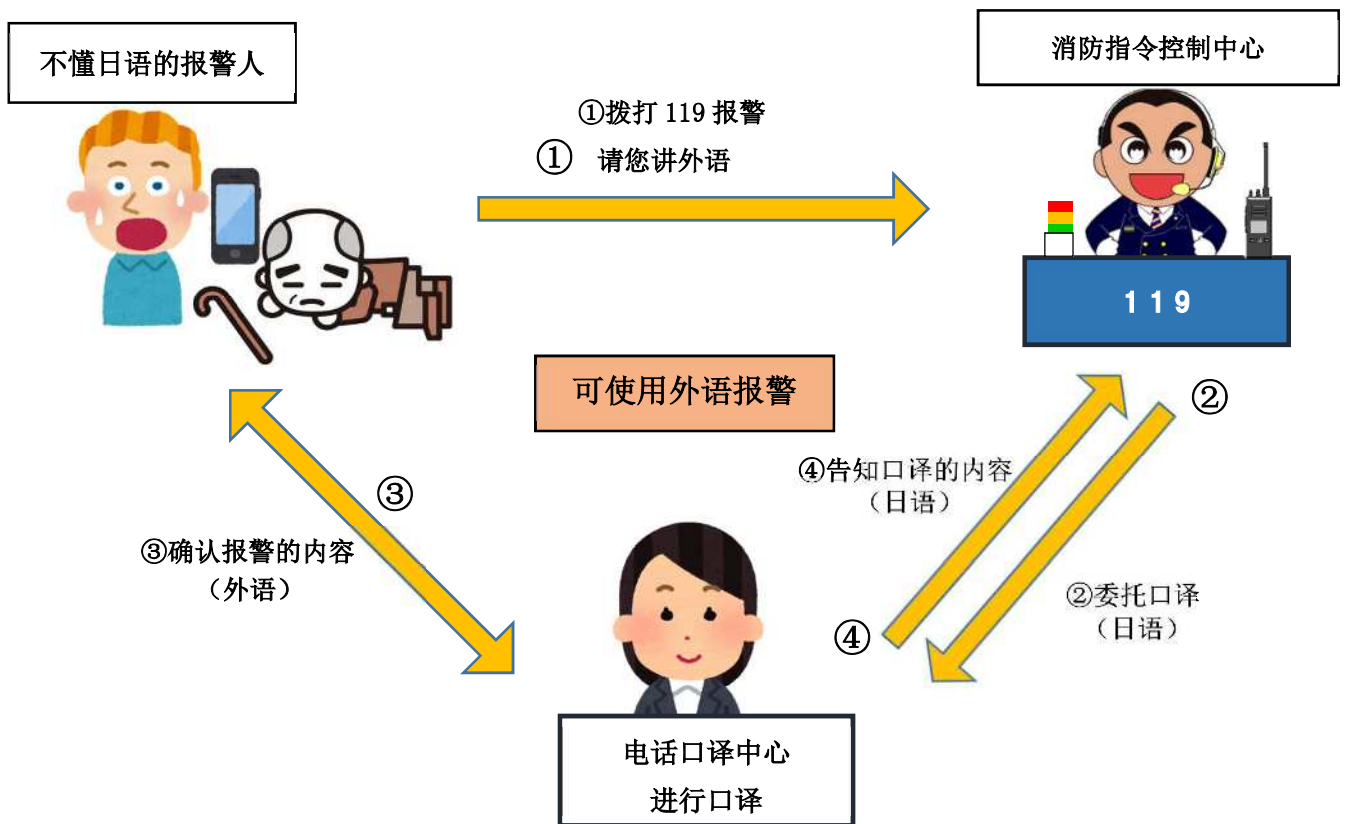 不懂日语的报警人
消防指令控制中心
①拨打 119 报警
① 请您讲外语
119
可使用外语报警
②
④告知口译的内容
（日语）
③
③确认报警的内容
（外语）
②委托口译
（日语）
④
电话口译中心
进行口译